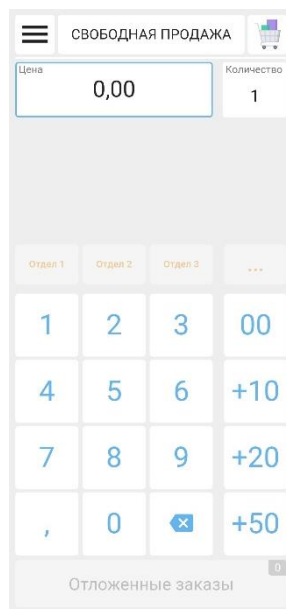 СВОБОДНАЯ ПРОДАЖА
Цена
Количество
0,00
1
Отдел 1 Отдел 2 Отдел 3 ...
1 2 3 00
4 5 6 +10
7 8 9 +20
, 0 +50
0
Отложенные заказы